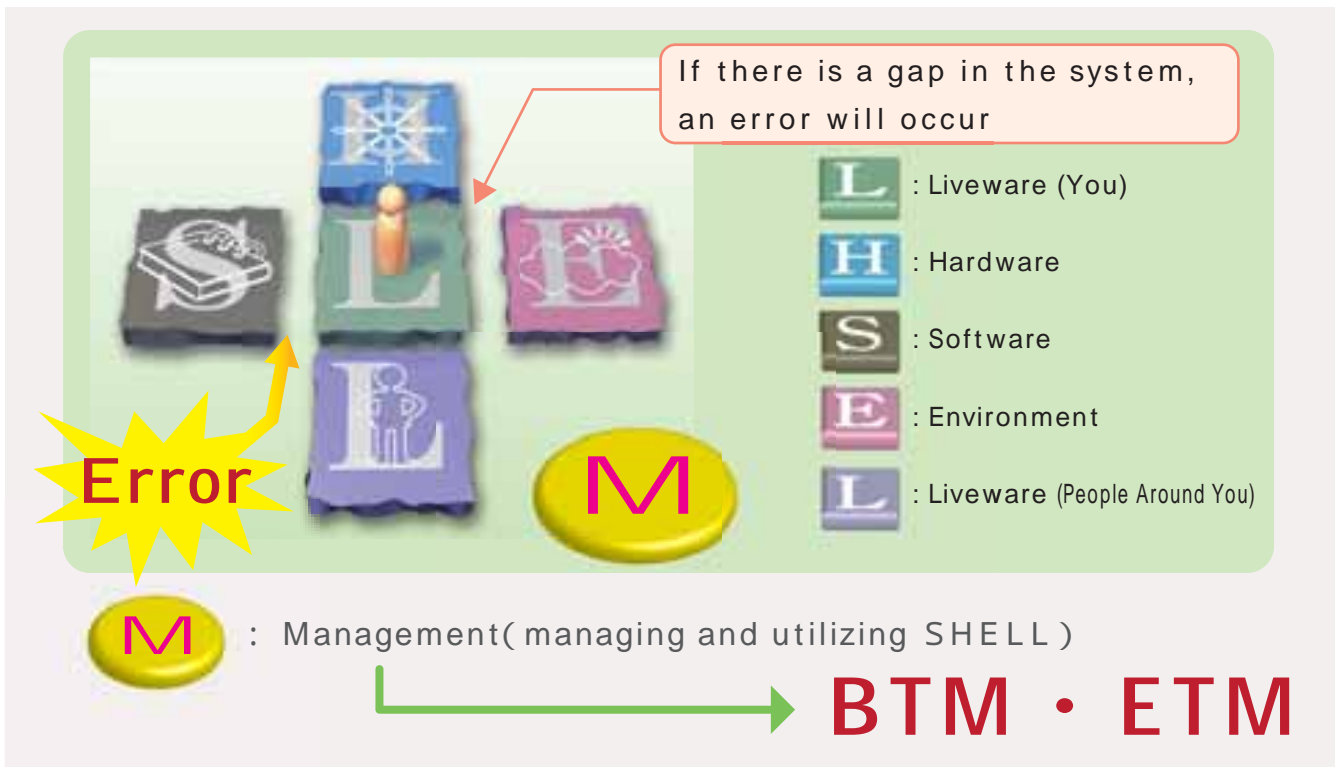 If there is a gap in the system,
an error will occur
H
S
L
E
L
Error
M
L : Liveware (You)
H : Hardware
S : Software
E : Environment
L : Liveware (People Around You)
M : Management(managing and utilizing SHELL)
BTM・ETM